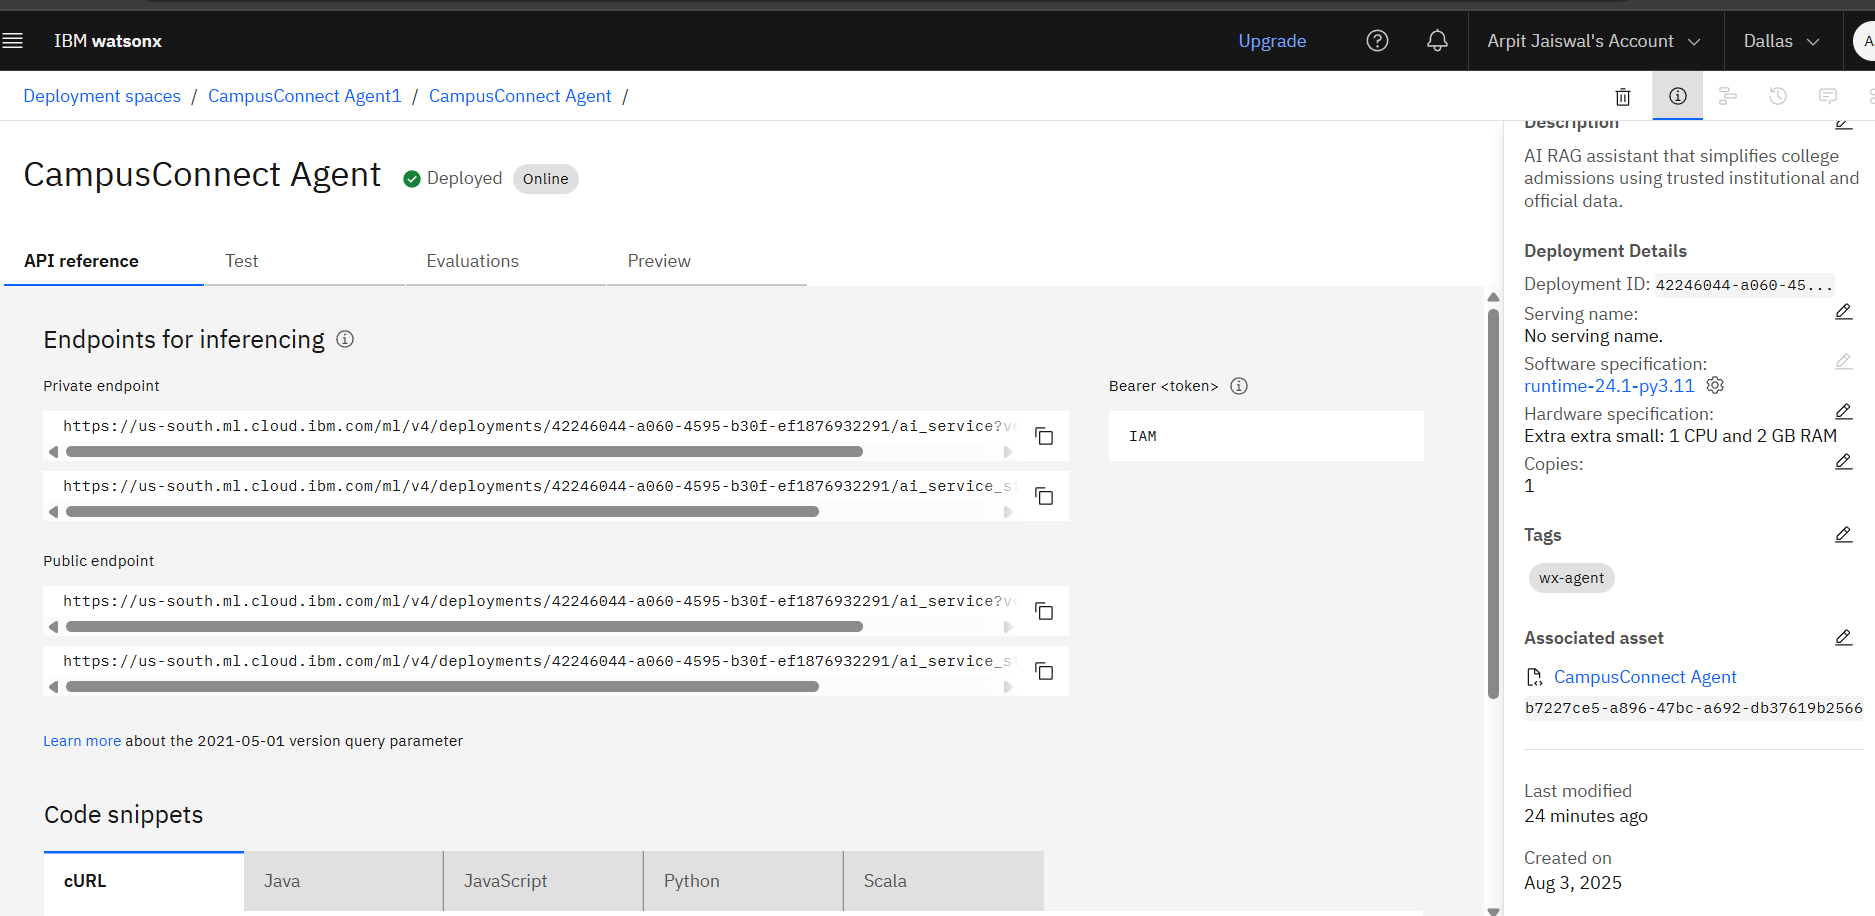 IBM watsonx
Upgrade
Arpit Jaiswal's Account
Dallas
Deployment spaces / CampusConnect Agent1 / CampusConnect Agent /
CampusConnect Agent
Deployed
Online
API reference
Test
Evaluations
Preview
Endpoints for inferencing
Private endpoint
https://us-south.ml.cloud.ibm.com/ml/v4/deployments/42246044-a060-4595-b30f-ef1876932291/ai_service?ve
https://us-south.ml.cloud.ibm.com/ml/v4/deployments/42246044-a060-4595-b30f-ef1876932291/ai_service_st
Bearer <token>
IAM
Public endpoint
https://us-south.ml.cloud.ibm.com/ml/v4/deployments/42246044-a060-4595-b30f-ef1876932291/ai_service?ve
https://us-south.ml.cloud.ibm.com/ml/v4/deployments/42246044-a060-4595-b30f-ef1876932291/ai_service_st
Learn more about the 2021-05-01 version query parameter
Code snippets
cURL
Java
JavaScript
Python
Scala
Description
AI RAG assistant that simplifies college
admissions using trusted institutional and
official data.
Deployment Details
Deployment ID: 42246044-a060-45...
Serving name:
No serving name.
Software specification:
runtime-24.1-py3.11
Hardware specification:
Extra extra small: 1 CPU and 2 GB RAM
Copies:
1
Tags
wx-agent
Associated asset
CampusConnect Agent
b7227ce5-a896-47bc-a692-db37619b2566
Last modified
24 minutes ago
Created on
Aug 3, 2025